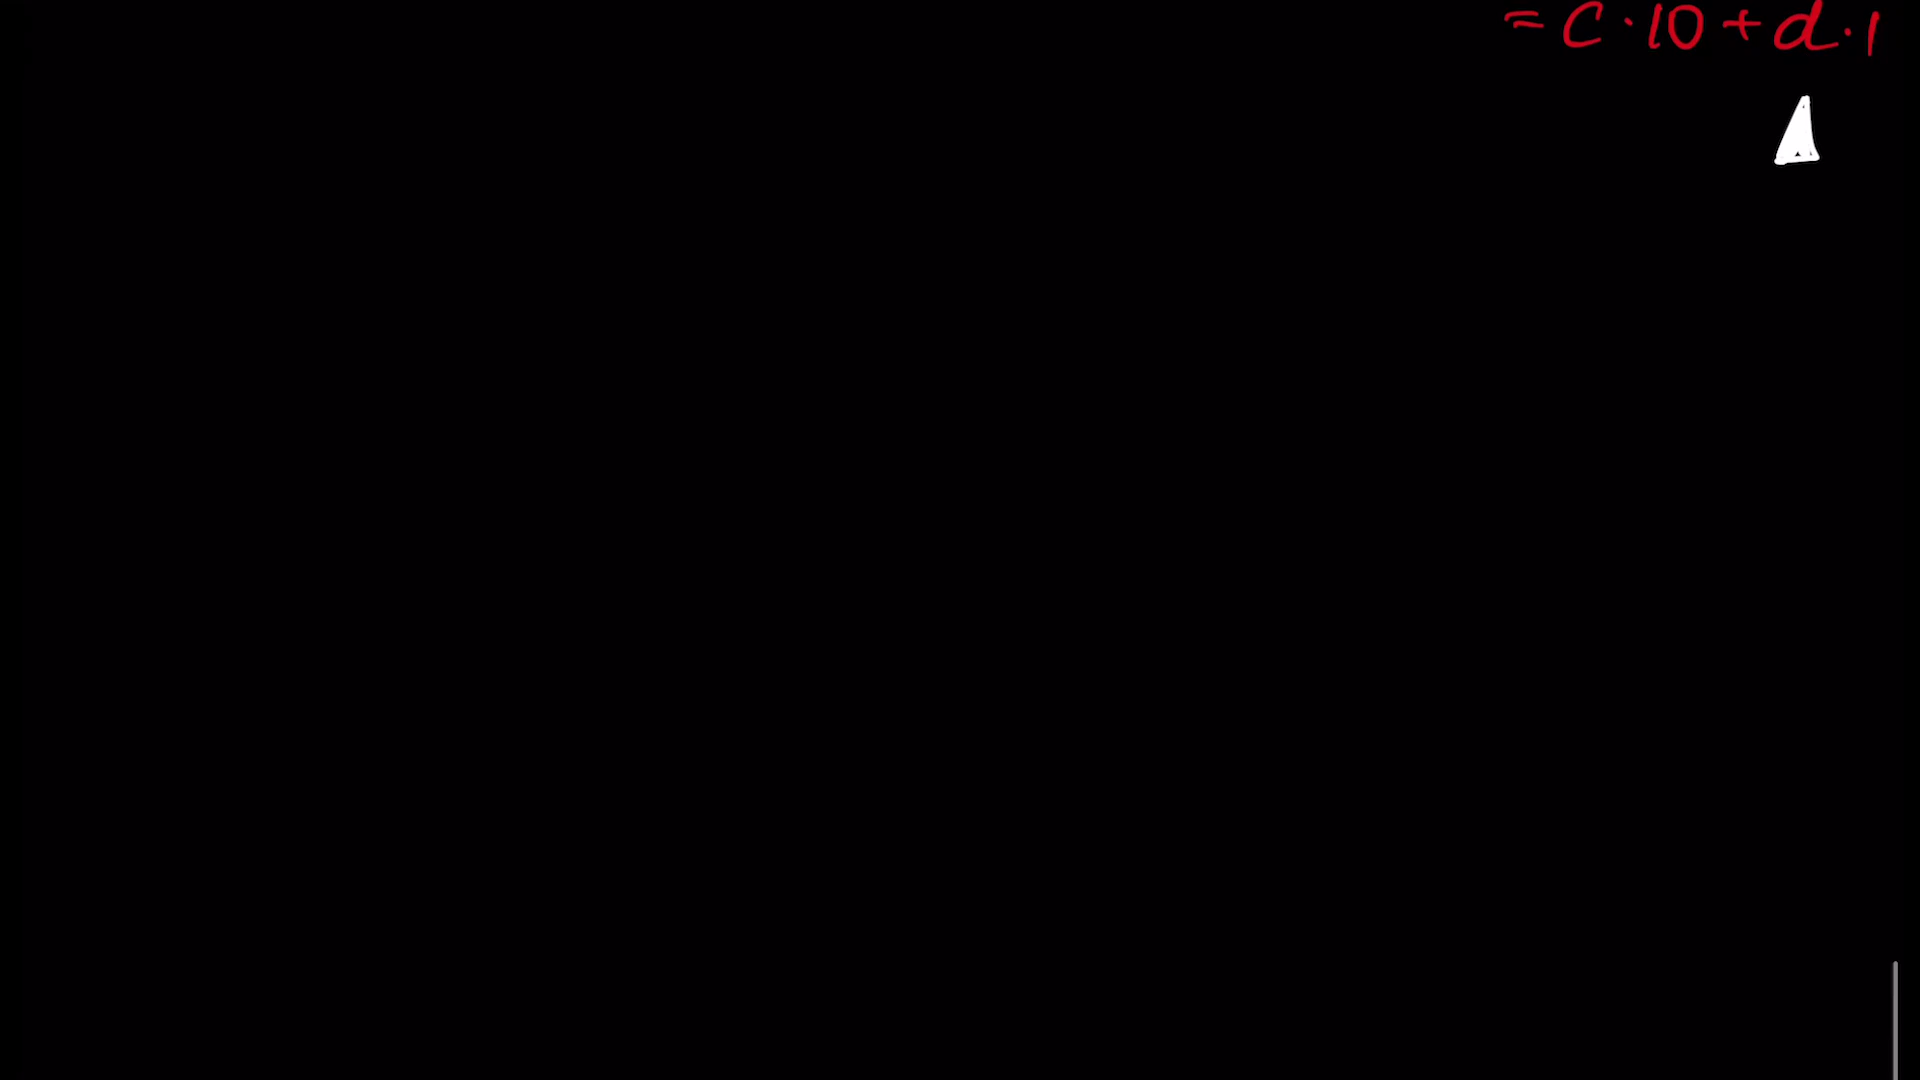 = c · 10 + d · 1